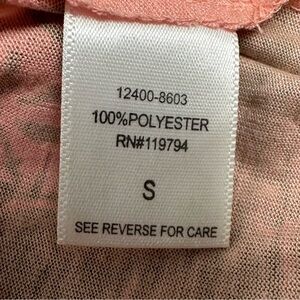 12400-8603
100%POLYESTER
RN#119794
S
SEE REVERSE FOR CARE